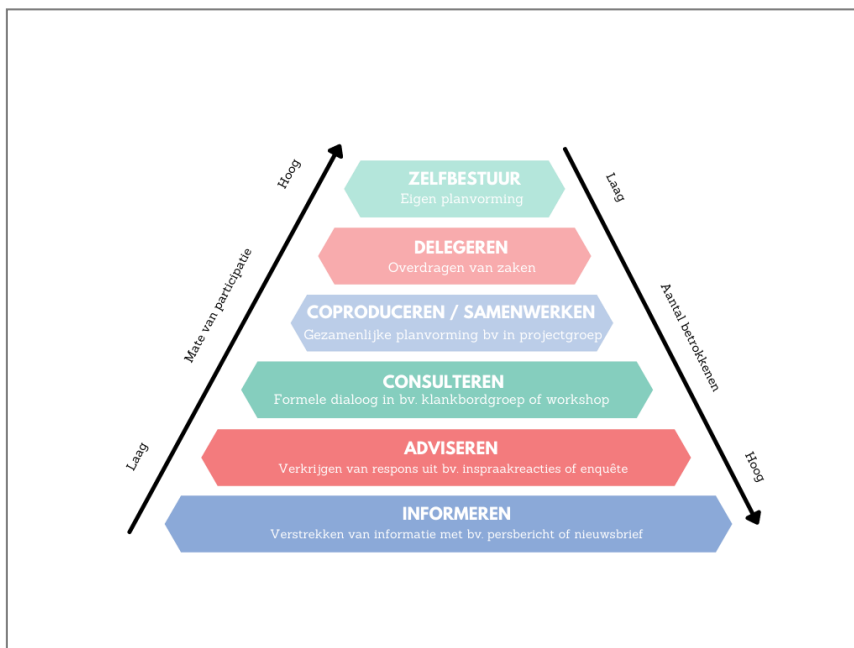 ZELFBESTUUR
Eigen planvorming
DELEGEREN
Overdragen van zaken
COPRODUCEREN / SAMENWERKEN
Gezamenlijke planvorming bv in projectgroep
CONSULTEREN
Formele dialoog in bv. klankbordgroep of workshop
ADVISEREN
Verkrijgen van respons uit bv. inspraakreacties of enquête
INFORMEREN
Verstrekken van informatie met bv. persbericht of nieuwsbrief
Hoog
Mate van participatie
Laag
Laag
Aantal betrokkenen
Hoog